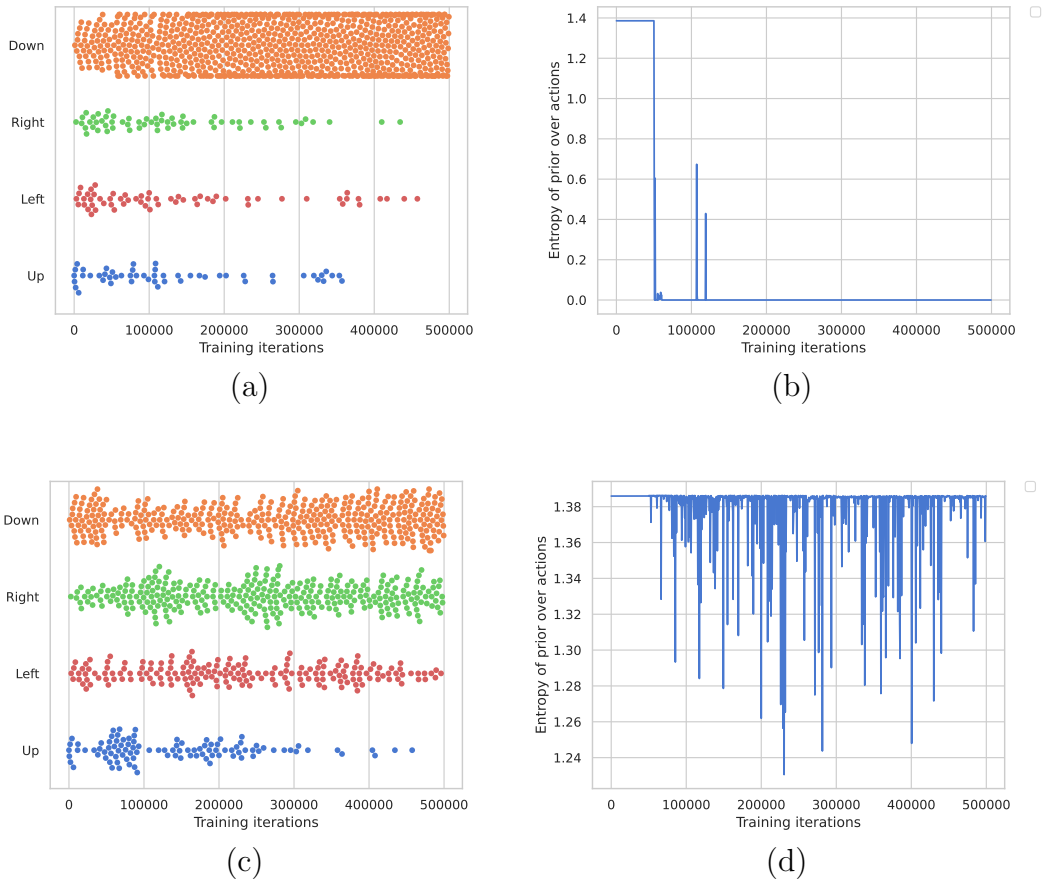 Down
Right
Left
Up
0 100000 200000 300000 400000 500000
Training iterations
(a)
Entropy of prior over actions
1.4
1.2
1.0
0.8
0.6
0.4
0.2
0.0
0 100000 200000 300000 400000 500000
Training iterations
(b)
Down
Right
Left
Up
0 100000 200000 300000 400000 500000
Training iterations
(c)
Entropy of prior over actions
1.38
1.36
1.34
1.32
1.30
1.28
1.26
1.24
0 100000 200000 300000 400000 500000
Training iterations
(d)